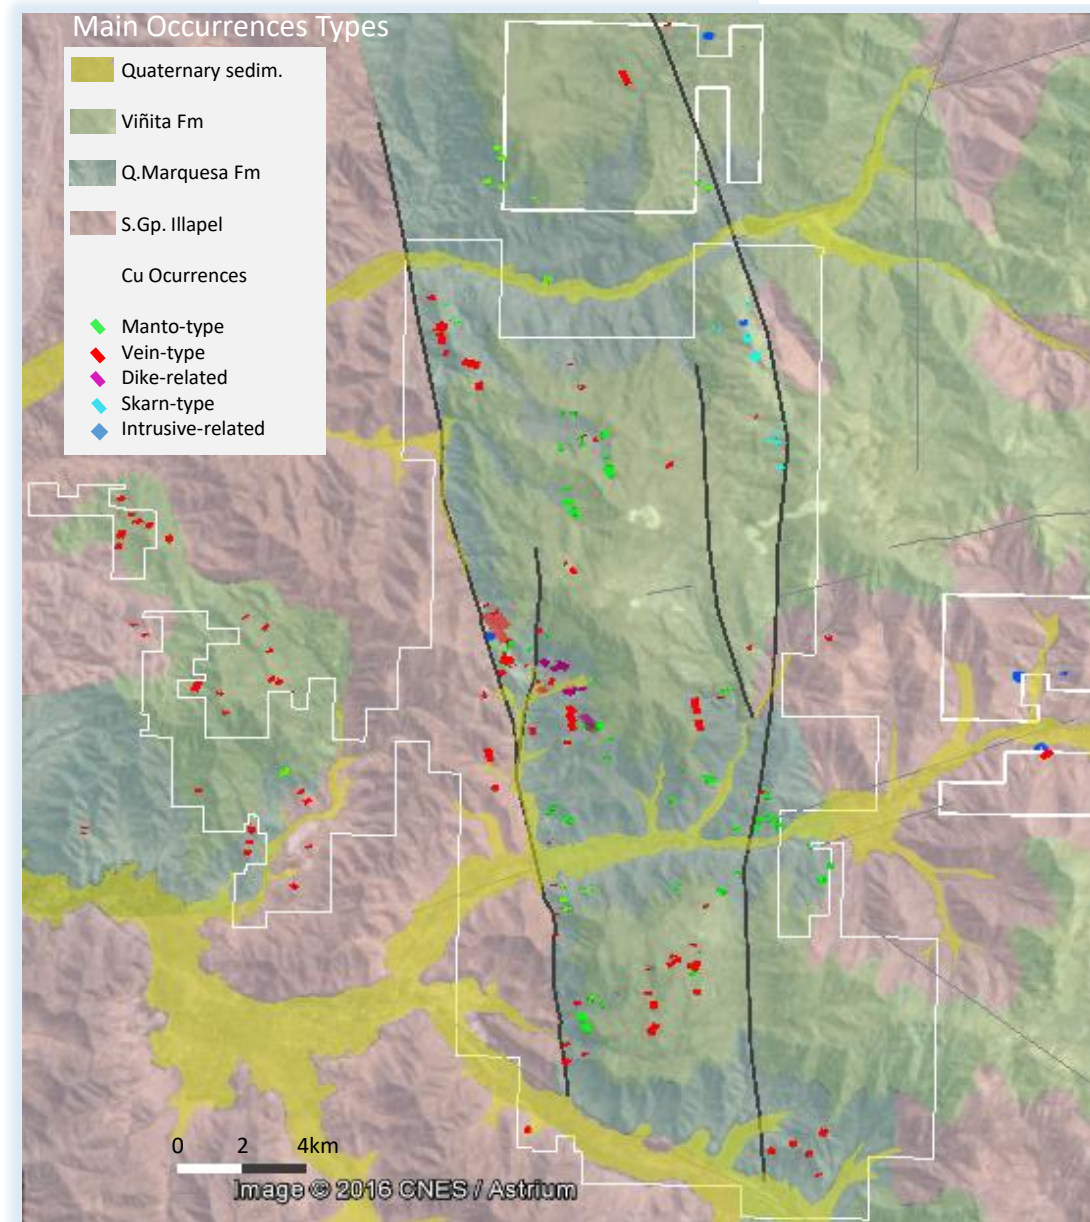 Main Occurrences Types
Quaternary sedim.
Viñita Fm
Q.Marquesa Fm
S.Gp. Illapel
Cu Ocurrences
Manto-type
Vein-type
Dike-related
Skarn-type
Intrusive-related
0 2 4km
Image © 2016 CNES / Astrium